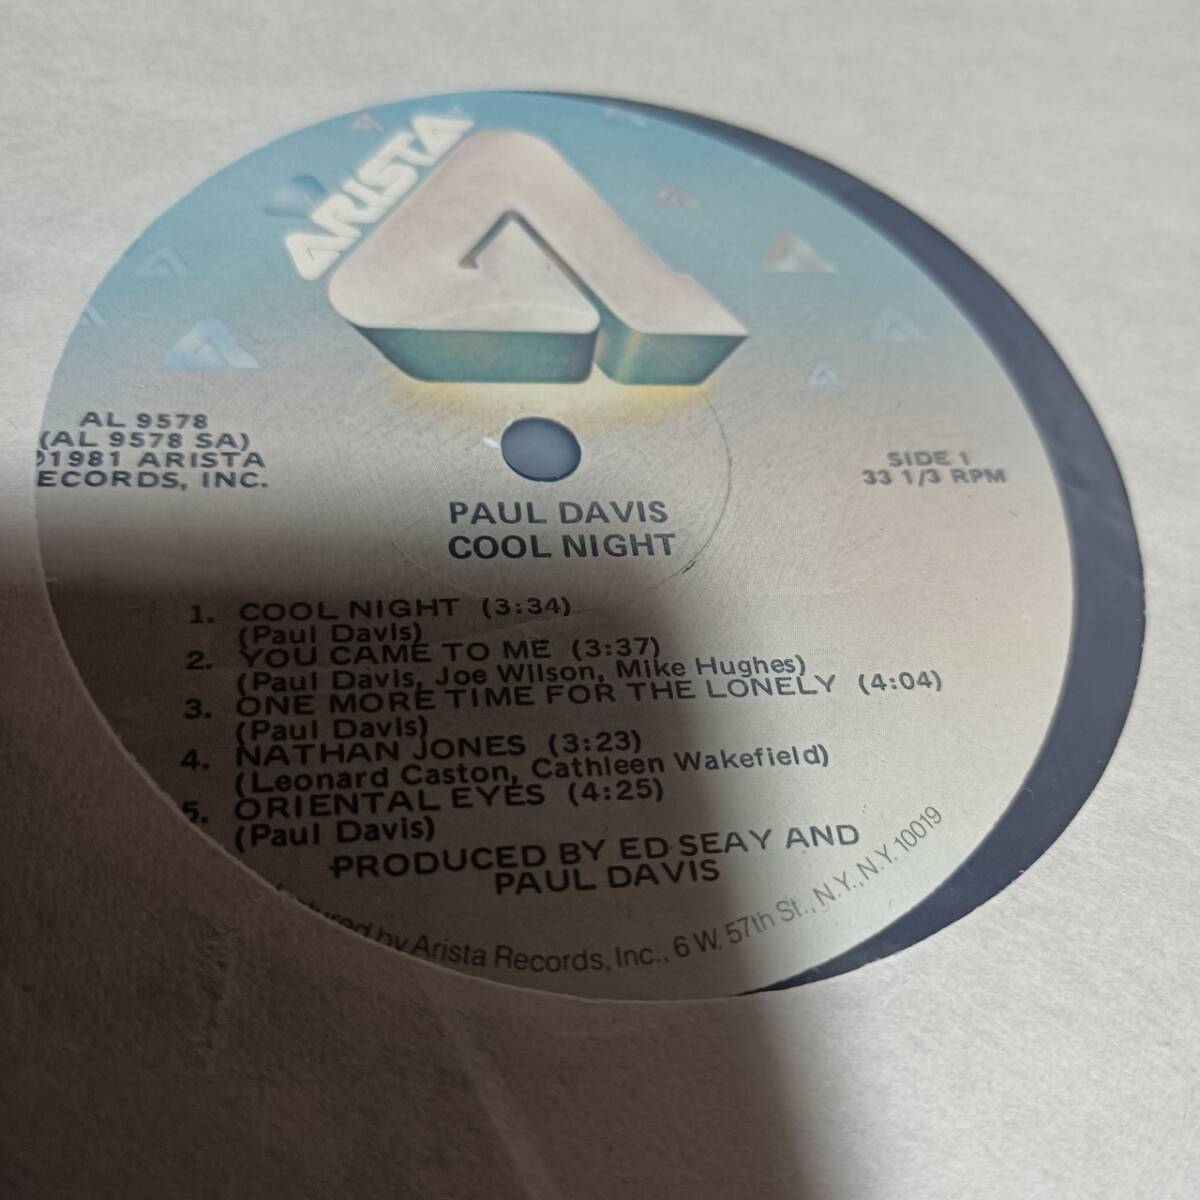 ARISTA
AL 9578
(AL 9578 SA)
℗1981 ARISTA
ECORDS, INC.
SIDE 1
33 1/3 RPM
PAUL DAVIS
COOL NIGHT
1. COOL NIGHT (3:34)
(Paul Davis)
2. YOU CAME TO ME (3:37)
(Paul Davis, Joe Wilson, Mike Hughes)
3. ONE MORE TIME FOR THE LONELY (4:04)
(Paul Davis)
4. NATHAN JONES (3:23)
(Leonard Caston, Cathleen Wakefield)
5. ORIENTAL EYES (4:25)
(Paul Davis)
PRODUCED BY ED SEAY AND
PAUL DAVIS
by Arista Records, Inc., 6 W. 57th St., N.Y., N.Y. 10019